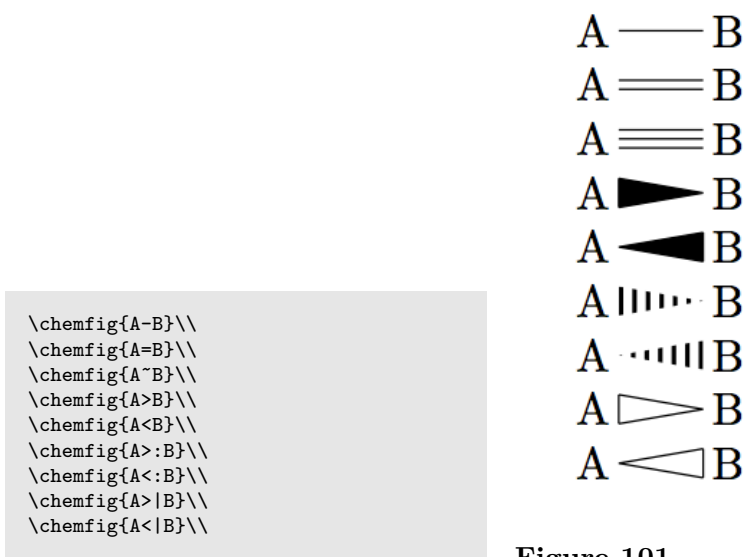 \chemfig{A-B}\\
\chemfig{A=B}\\
\chemfig{A~B}\\
\chemfig{A>B}\\
\chemfig{A<B}\\
\chemfig{A>:B}\\
\chemfig{A<:B}\\
\chemfig{A>|B}\\
\chemfig{A<|B}\\
A B
A B
A B
A B
A B
A B
A B
A B
A B
Figure 101